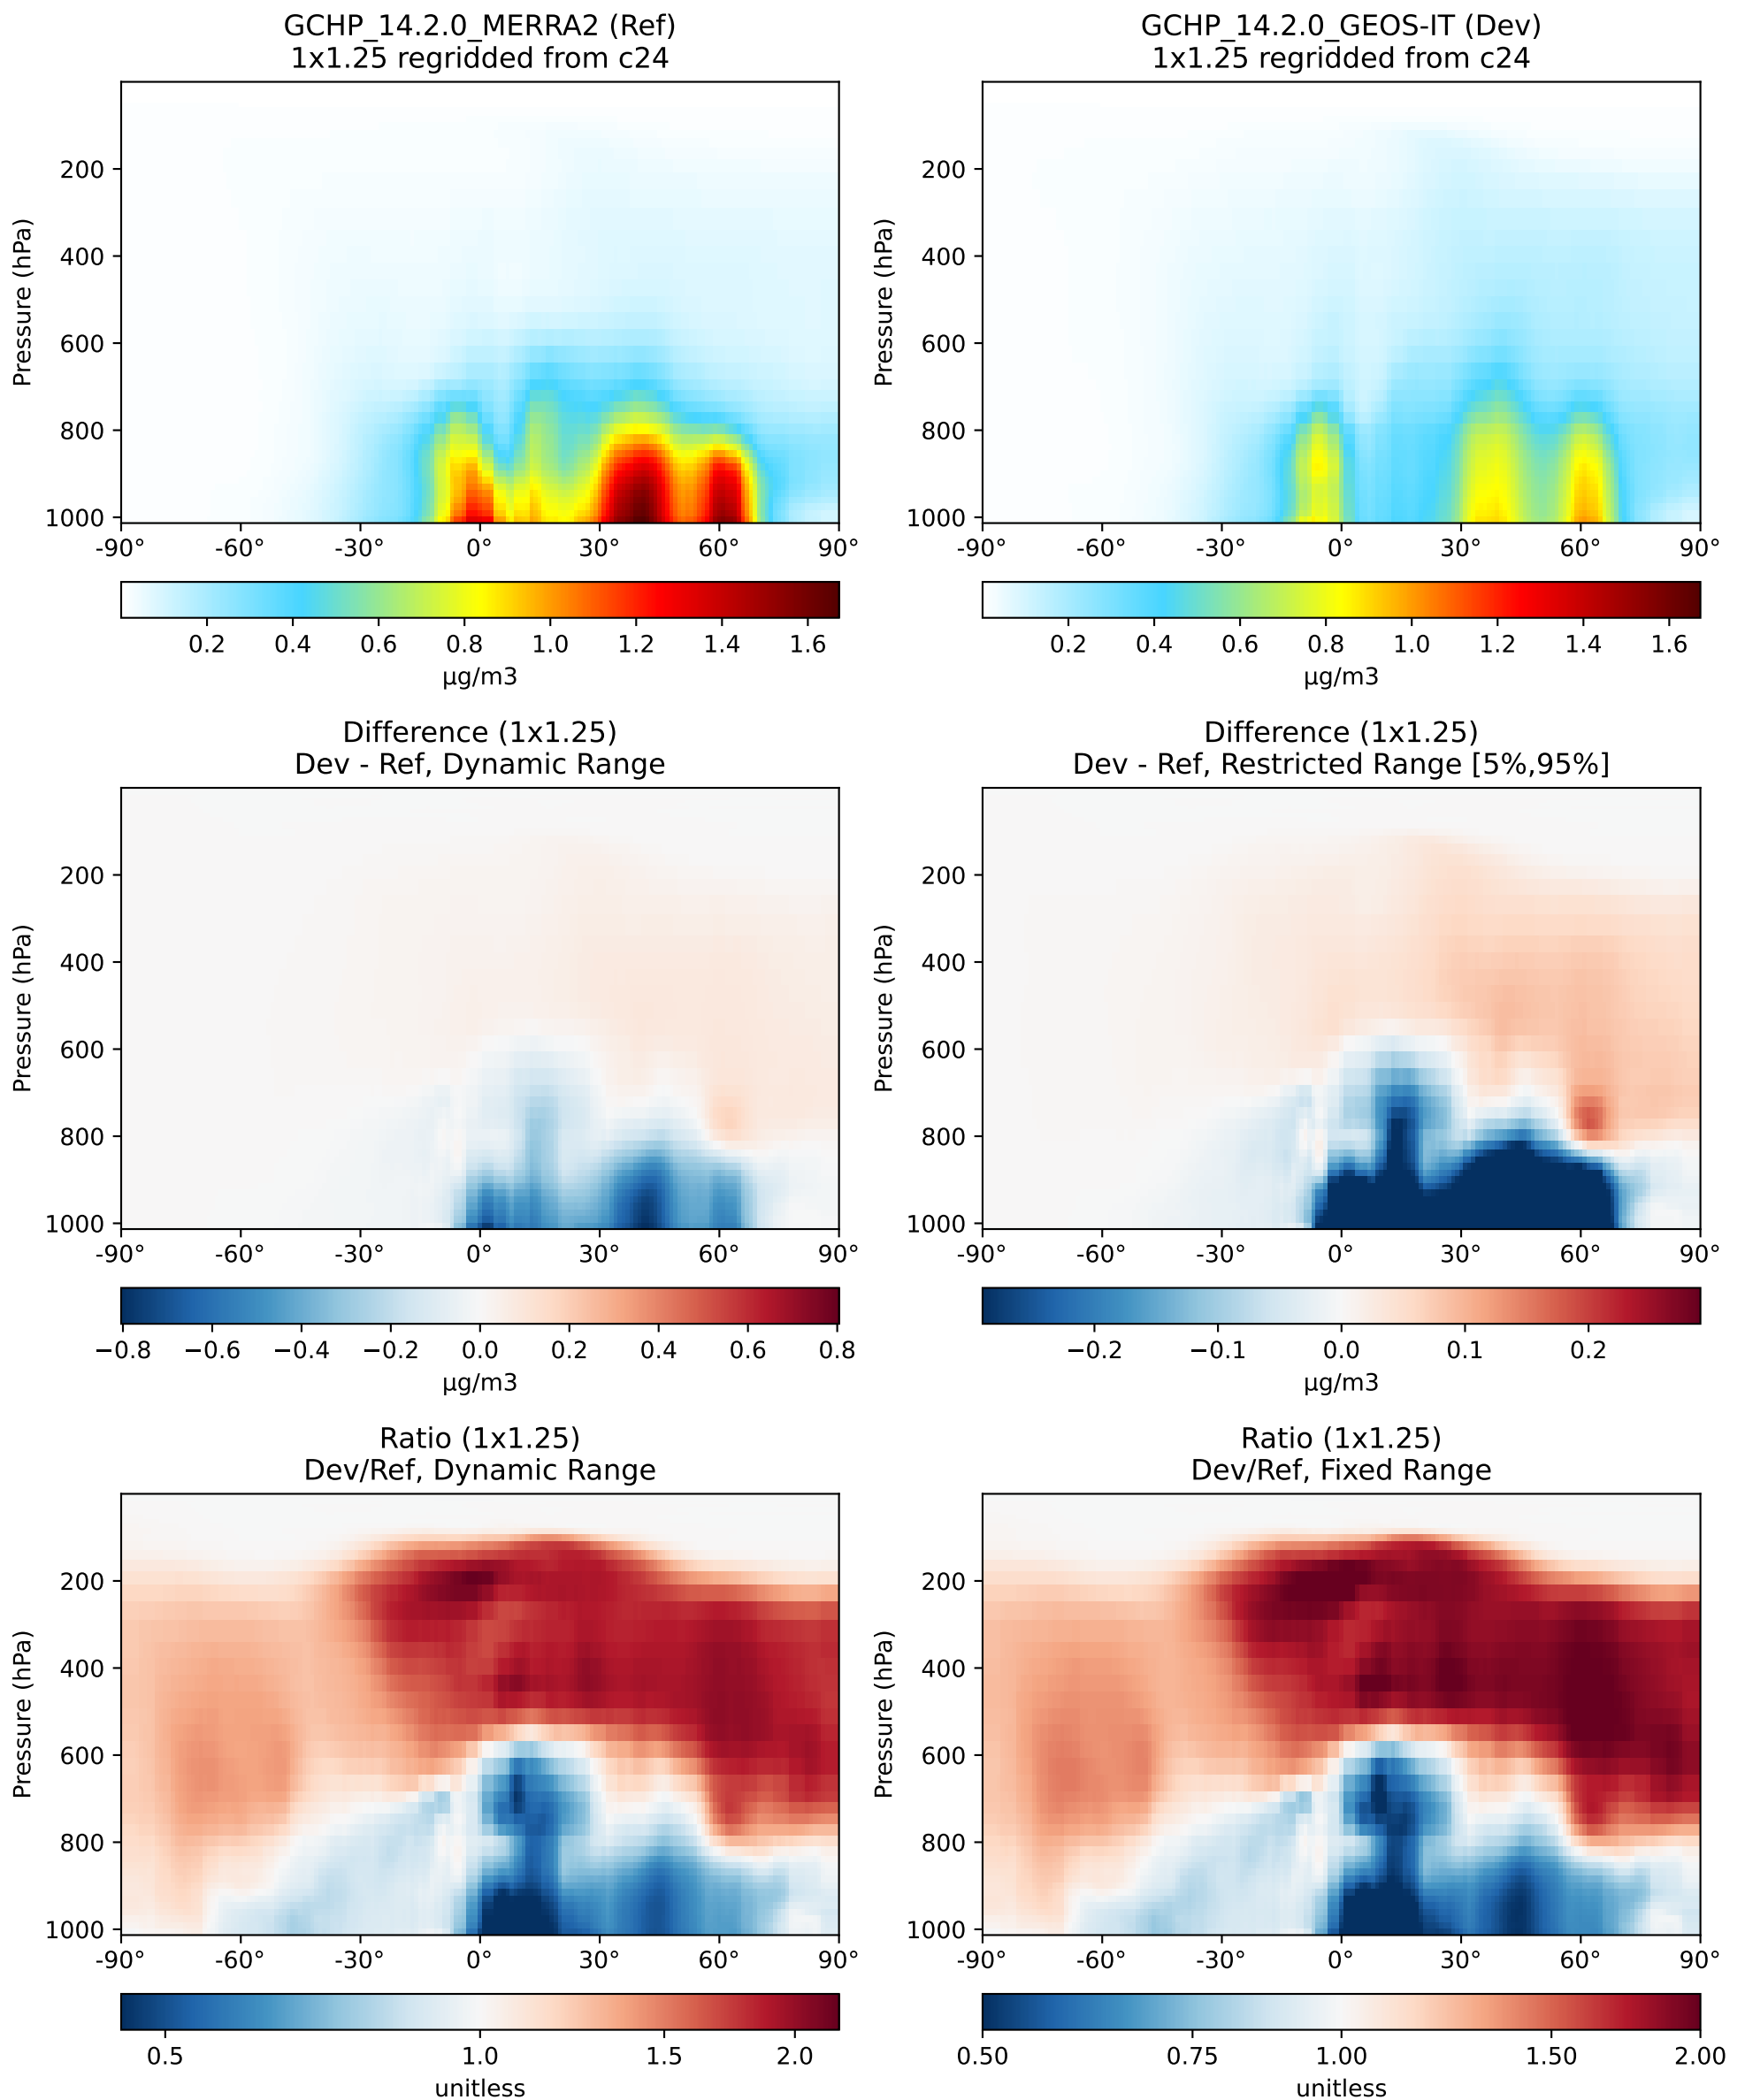 GCHP_14.2.0_MERRA2 (Ref)
1x1.25 regridded from c24
Pressure (hPa)
200
400
600
800
1000
-90° -60° -30° 0° 30° 60° 90°
0.2 0.4 0.6 0.8 1.0 1.2 1.4 1.6
μg/m3
GCHP_14.2.0_GEOS-IT (Dev)
1x1.25 regridded from c24
Pressure (hPa)
200
400
600
800
1000
-90° -60° -30° 0° 30° 60° 90°
0.2 0.4 0.6 0.8 1.0 1.2 1.4 1.6
μg/m3
Difference (1x1.25)
Dev - Ref, Dynamic Range
Pressure (hPa)
200
400
600
800
1000
-90° -60° -30° 0° 30° 60° 90°
−0.8 −0.6 −0.4 −0.2 0.0 0.2 0.4 0.6 0.8
μg/m3
Difference (1x1.25)
Dev - Ref, Restricted Range [5%,95%]
Pressure (hPa)
200
400
600
800
1000
-90° -60° -30° 0° 30° 60° 90°
−0.2 −0.1 0.0 0.1 0.2
μg/m3
Ratio (1x1.25)
Dev/Ref, Dynamic Range
Pressure (hPa)
200
400
600
800
1000
-90° -60° -30° 0° 30° 60° 90°
0.5 1.0 1.5 2.0
unitless
Ratio (1x1.25)
Dev/Ref, Fixed Range
Pressure (hPa)
200
400
600
800
1000
-90° -60° -30° 0° 30° 60° 90°
0.50 0.75 1.00 1.50 2.00
unitless